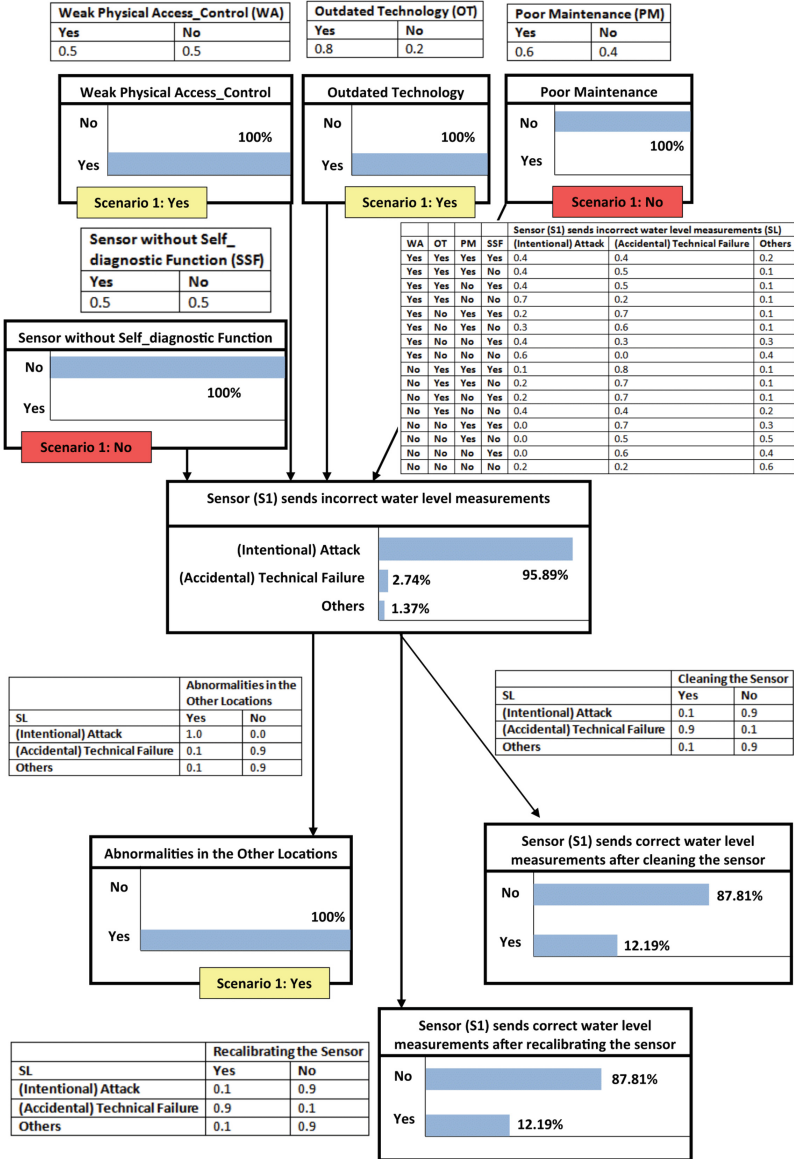 Weak Physical Access_Control (WA)
Yes No
0.5 0.5
Outdated Technology (OT)
Yes No
0.8 0.2
Poor Maintenance (PM)
Yes No
0.6 0.4
Weak Physical Access_Control
No
100%
Yes
Scenario 1: Yes
Outdated Technology
No
100%
Yes
Scenario 1: Yes
Poor Maintenance
No
100%
Yes
Scenario 1: No
Sensor without Self_
diagnostic Function (SSF)
Yes No
0.5 0.5
Sensor (S1) sends incorrect water level measurements (SL)
WA OT PM SSF (Intentional) Attack (Accidental) Technical Failure Others
Yes Yes Yes Yes 0.4 0.4 0.2
Yes Yes Yes No 0.4 0.5 0.1
Yes Yes No Yes 0.4 0.5 0.1
Yes Yes No No 0.7 0.2 0.1
Yes No Yes Yes 0.2 0.7 0.1
Yes No Yes No 0.3 0.6 0.1
Yes No No Yes 0.4 0.3 0.3
Yes No No No 0.6 0.0 0.4
No Yes Yes Yes 0.1 0.8 0.1
No Yes Yes No 0.2 0.7 0.1
No Yes No Yes 0.2 0.7 0.1
No Yes No No 0.4 0.4 0.2
No No Yes Yes 0.0 0.7 0.3
No No Yes No 0.0 0.5 0.5
No No No Yes 0.0 0.6 0.4
No No No No 0.2 0.2 0.6
Sensor without Self_diagnostic Function
No
100%
Yes
Scenario 1: No
Sensor (S1) sends incorrect water level measurements
(Intentional) Attack
95.89%
(Accidental) Technical Failure 2.74%
Others 1.37%
Abnormalities in the
Other Locations
SL Yes No
(Intentional) Attack 1.0 0.0
(Accidental) Technical Failure 0.1 0.9
Others 0.1 0.9
Cleaning the Sensor
SL Yes No
(Intentional) Attack 0.1 0.9
(Accidental) Technical Failure 0.9 0.1
Others 0.1 0.9
Abnormalities in the Other Locations
No
100%
Yes
Scenario 1: Yes
Sensor (S1) sends correct water level
measurements after cleaning the sensor
No 87.81%
Yes 12.19%
Recalibrating the Sensor
SL Yes No
(Intentional) Attack 0.1 0.9
(Accidental) Technical Failure 0.9 0.1
Others 0.1 0.9
Sensor (S1) sends correct water level
measurements after recalibrating the sensor
No 87.81%
Yes 12.19%